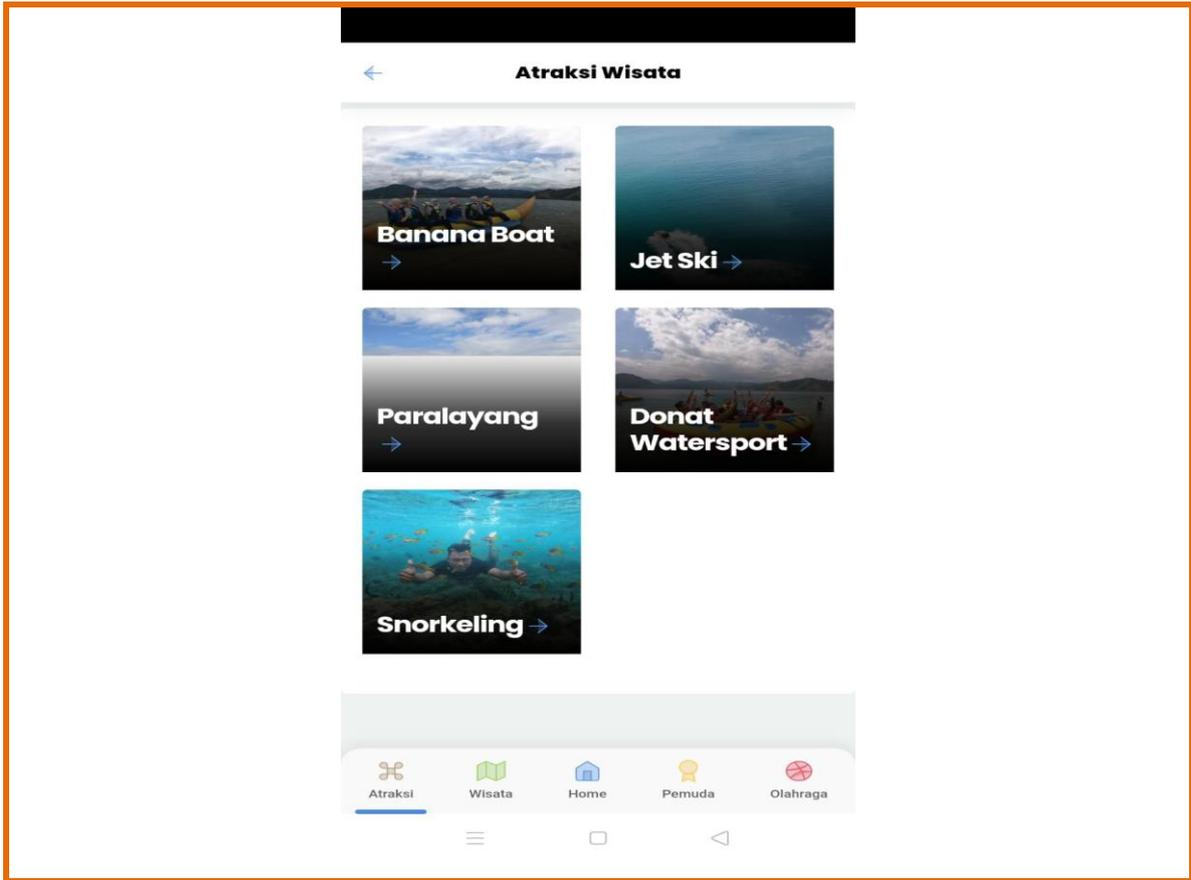 Atraksi Wisata
Banana Boat
Jet Ski
Paralayang
Donat
Watersport
Snorkeling
Atraksi
Wisata
Home
Pemuda
Olahraga